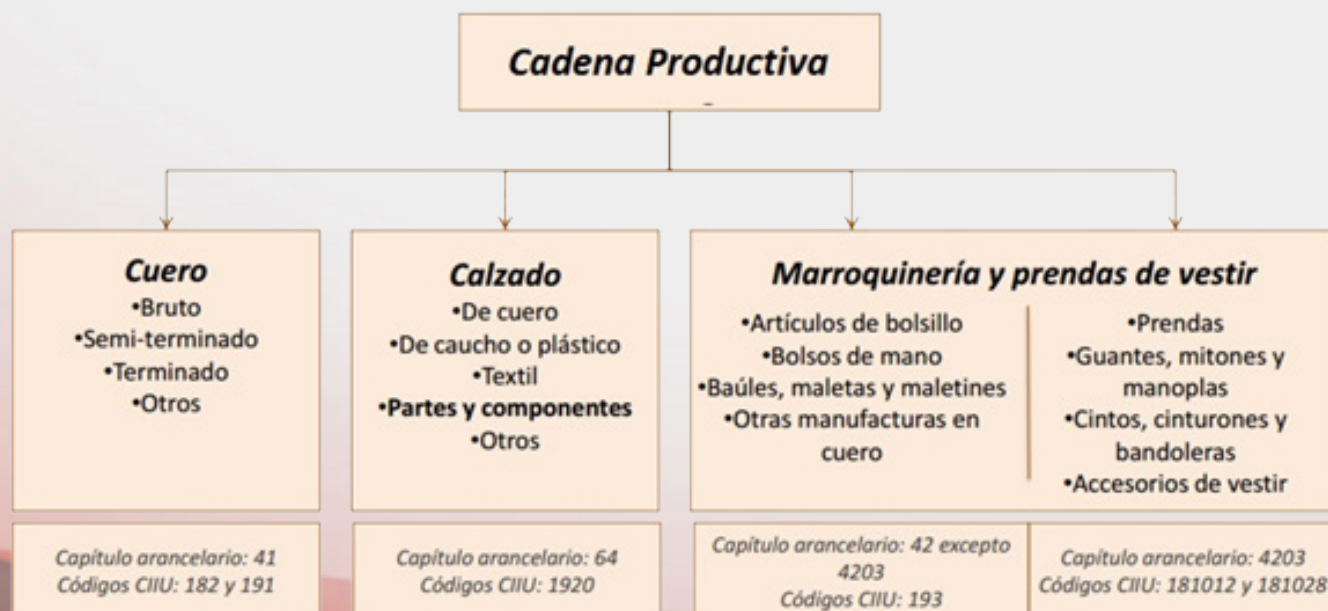 Cadena Productiva
Cuero
•Bruto
•Semi-terminado
•Terminado
•Otros
Capítulo arancelario: 41
Códigos CIIU: 182 y 191
Calzado
•De cuero
•De caucho o plástico
•Textil
•Partes y componentes
•Otros
Capítulo arancelario: 64
Códigos CIIU: 1920
Marroquinería y prendas de vestir
•Artículos de bolsillo
•Bolsos de mano
•Baúles, maletas y maletines
•Otras manufacturas en
cuero
Capítulo arancelario: 42 excepto
4203
Códigos CIIU: 193
•Prendas
•Guantes, mitones y
manoplas
•Cintos, cinturones y
bandoleras
•Accesorios de vestir
Capítulo arancelario: 4203
Códigos CIIU: 181012 y 181028